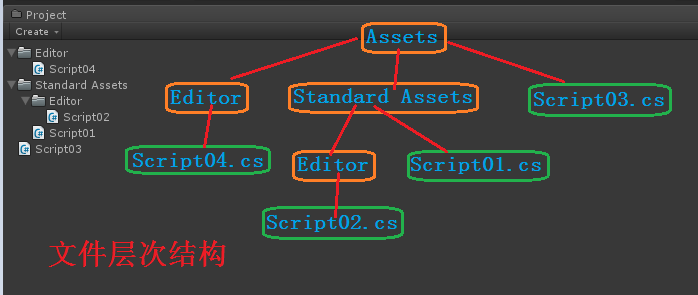 Project
Create
Editor
Script04
Standard Assets
Editor
Script02
Script01
Script03
Assets
Editor
Standard Assets
Script03.cs
Script04.cs
Editor
Script01.cs
Script02.cs
文件层次结构